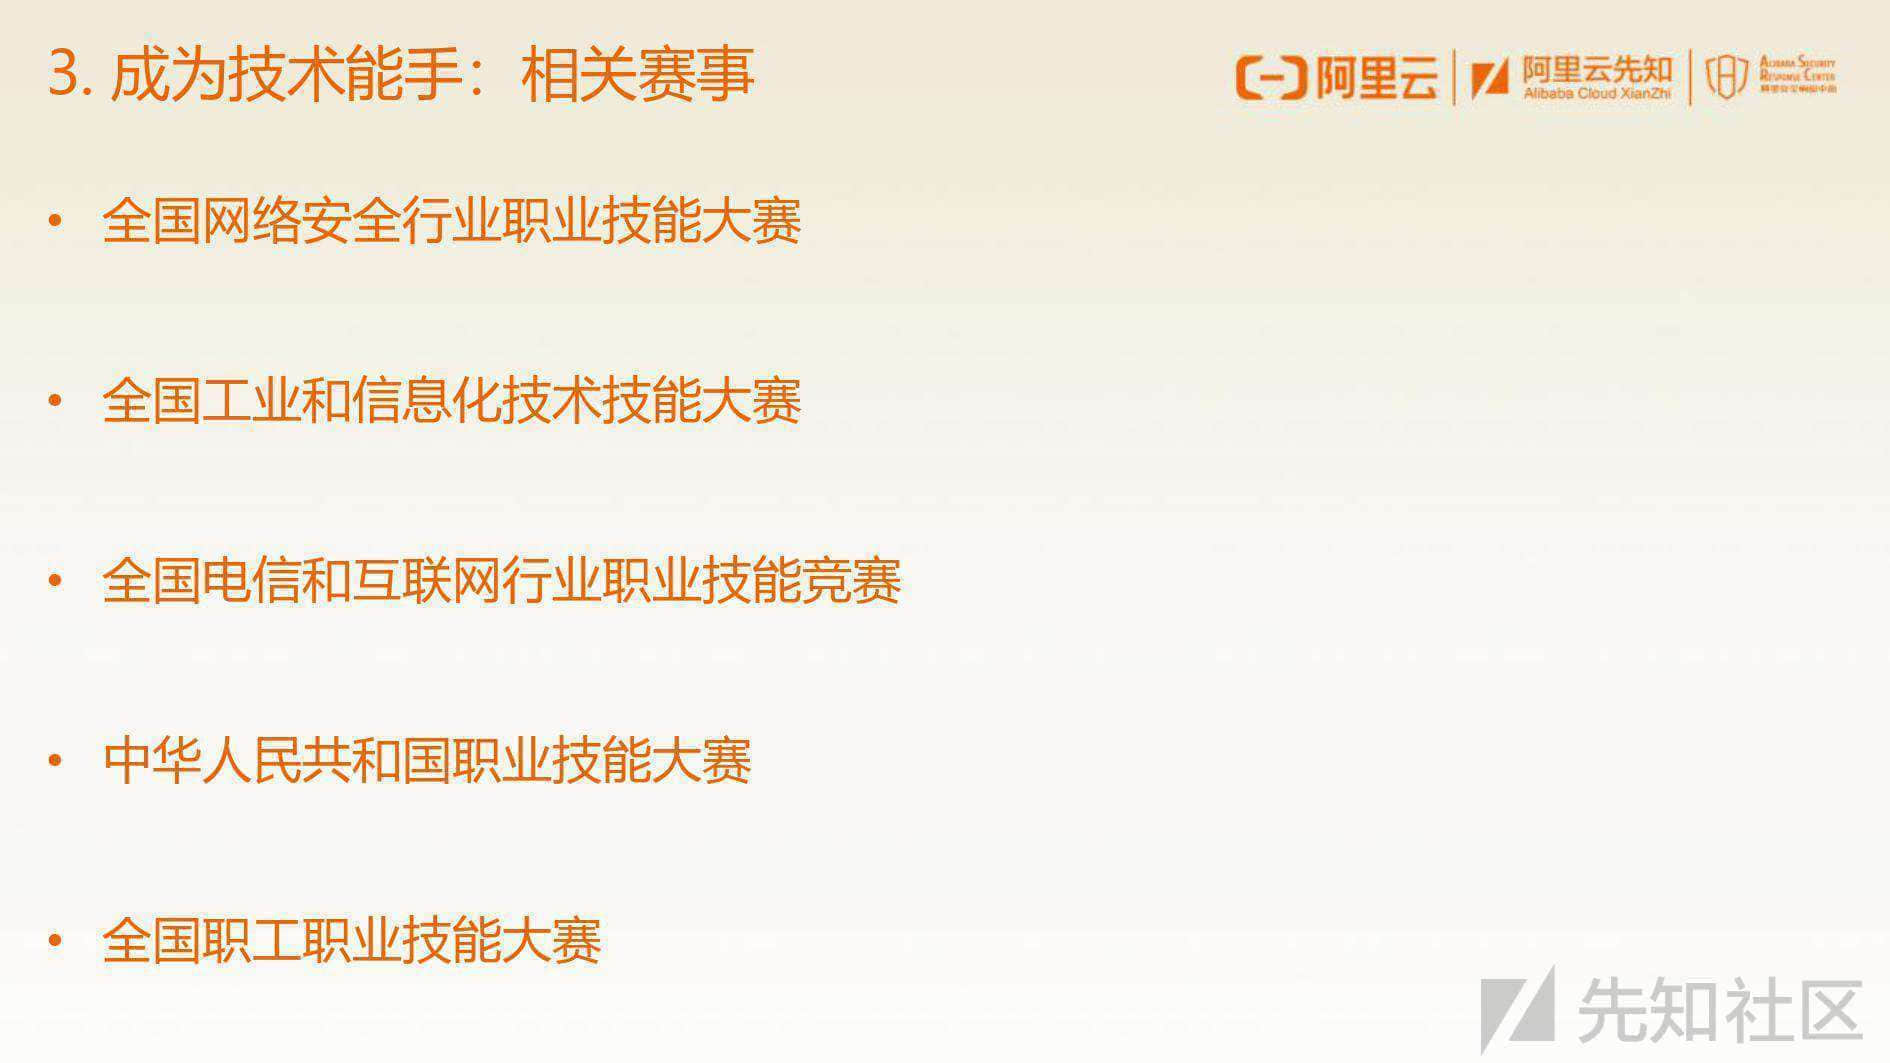 3. 成为技术能手：相关赛事
阿里云
阿里云先知
Alibaba Cloud XianZhi
ALIBABA SECURITY
RESPONSE CENTER
• 全国网络安全行业职业技能大赛
• 全国工业和信息化技术技能大赛
• 全国电信和互联网行业职业技能竞赛
• 中华人民共和国职业技能大赛
• 全国职工职业技能大赛
先知社区